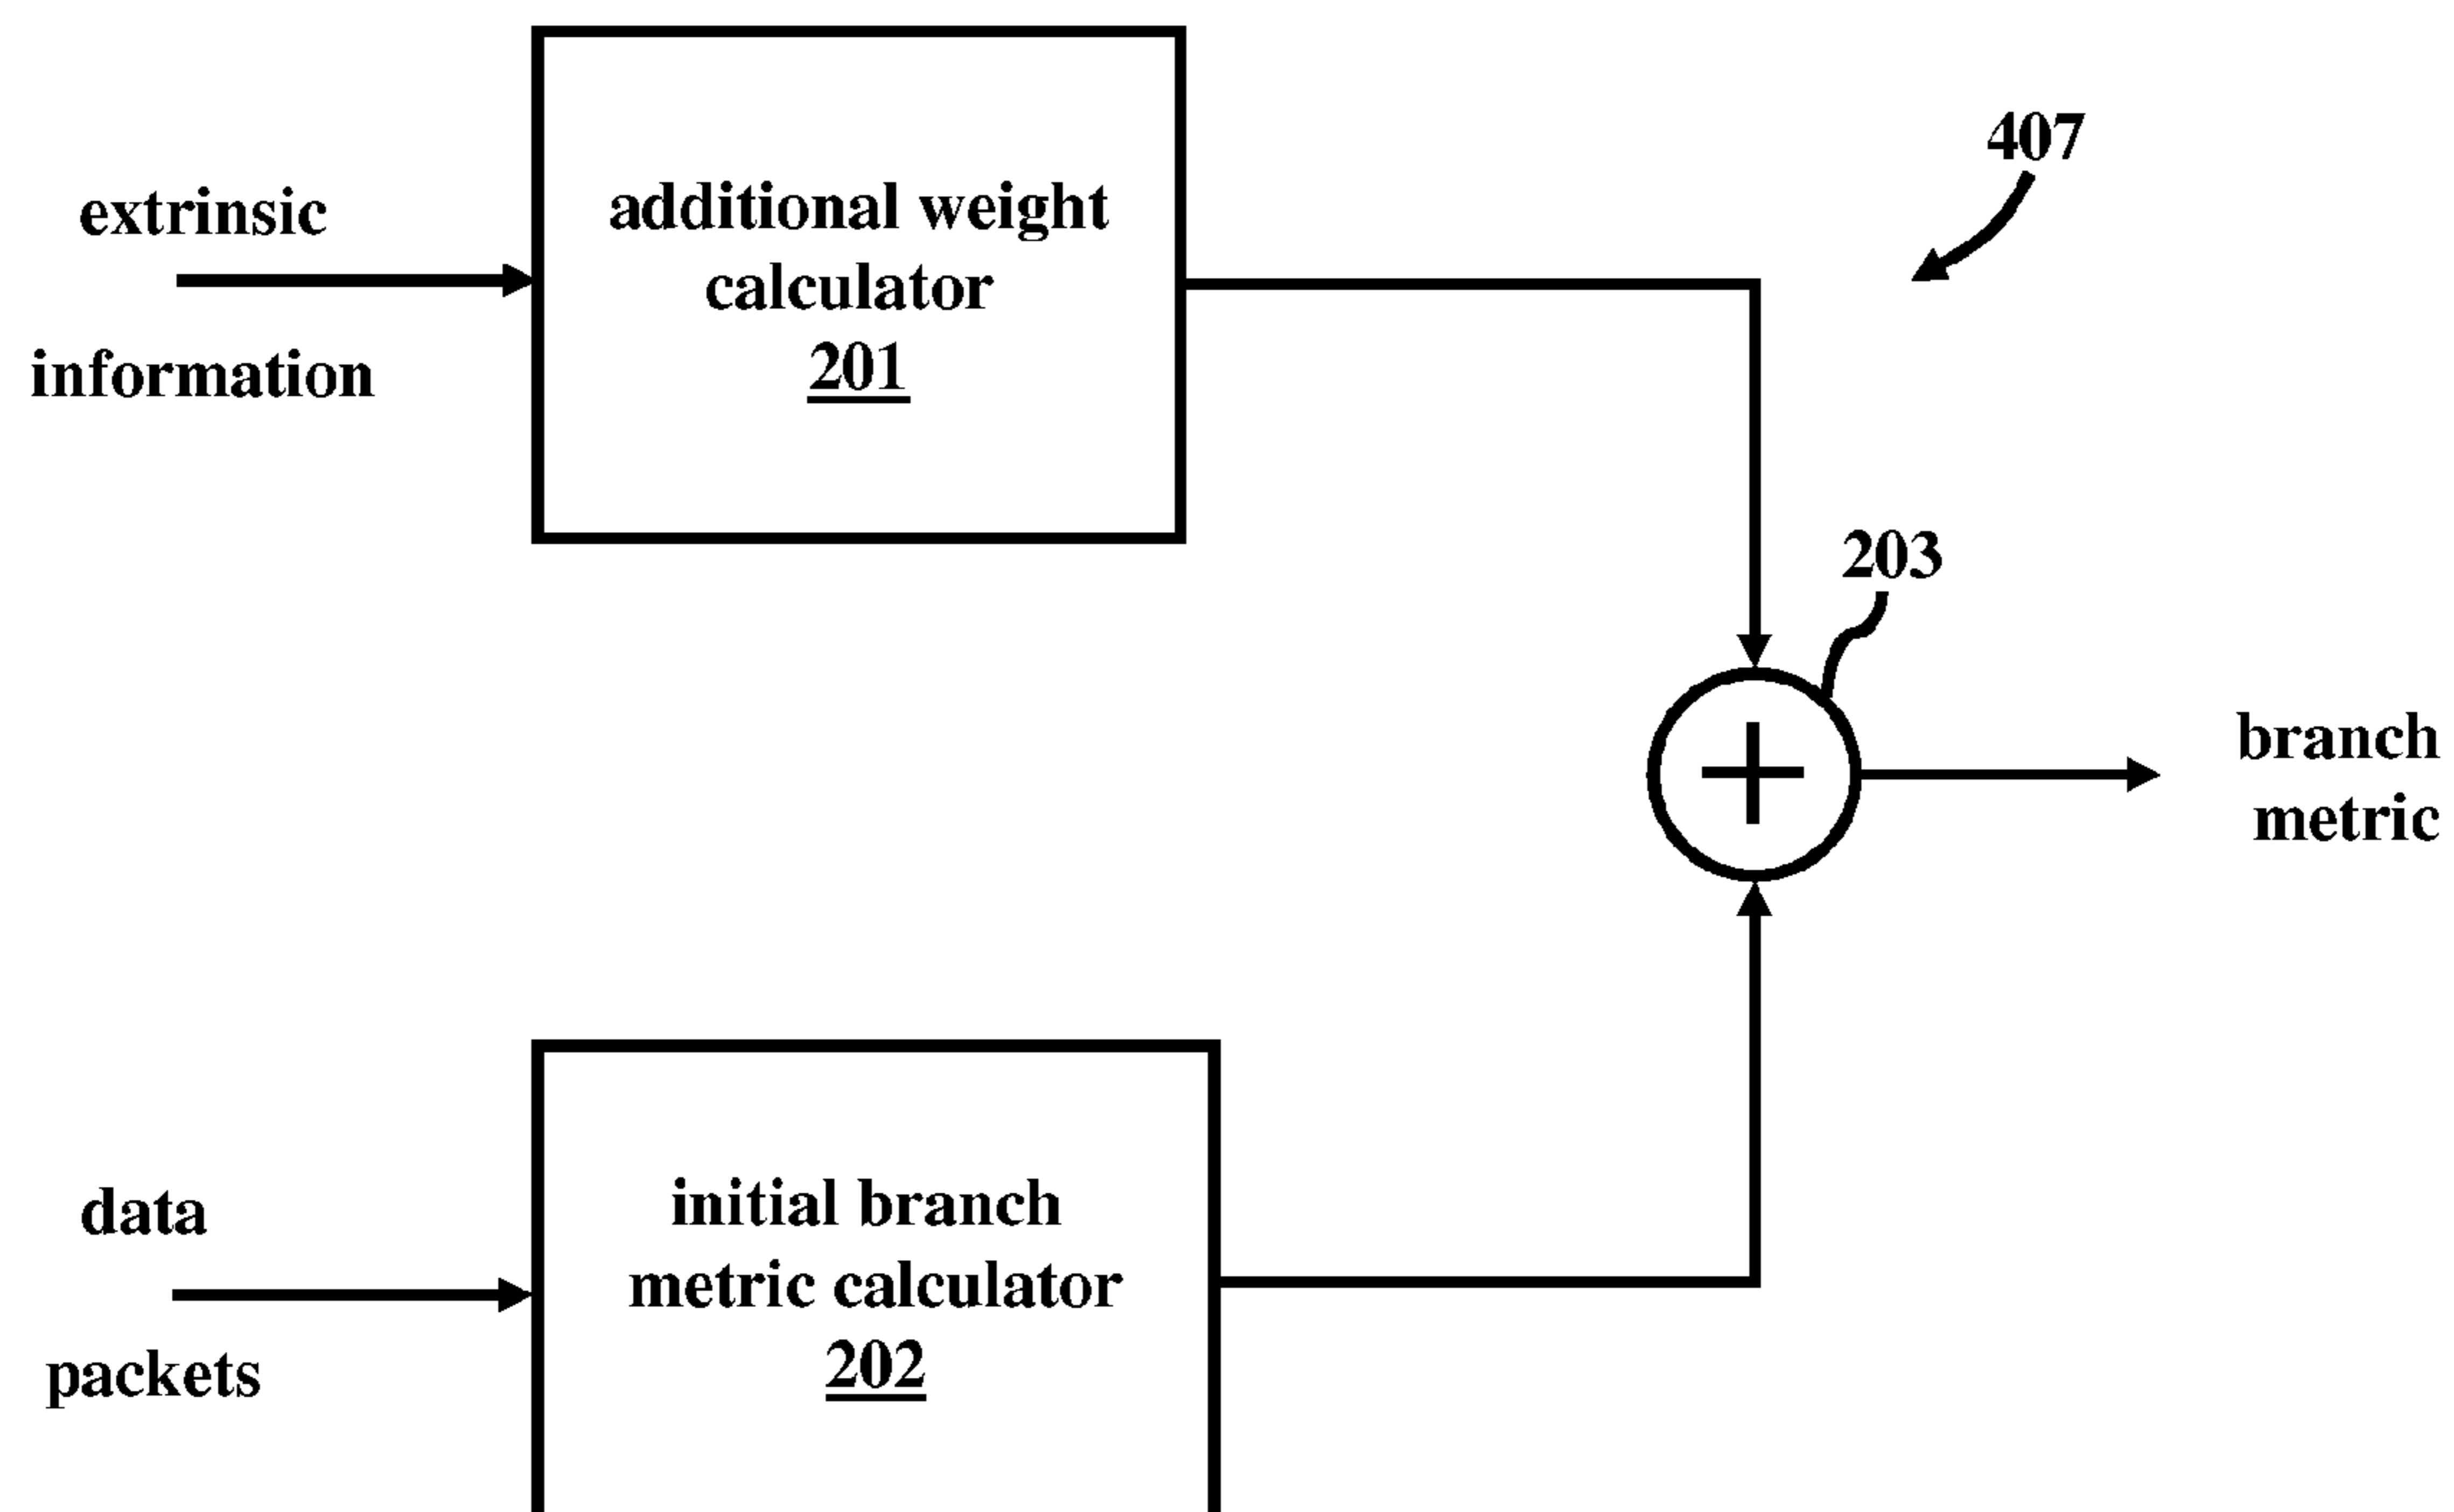 extrinsic
information
additional weight
calculator
201
407
203
branch
metric
data
packets
initial branch
metric calculator
202